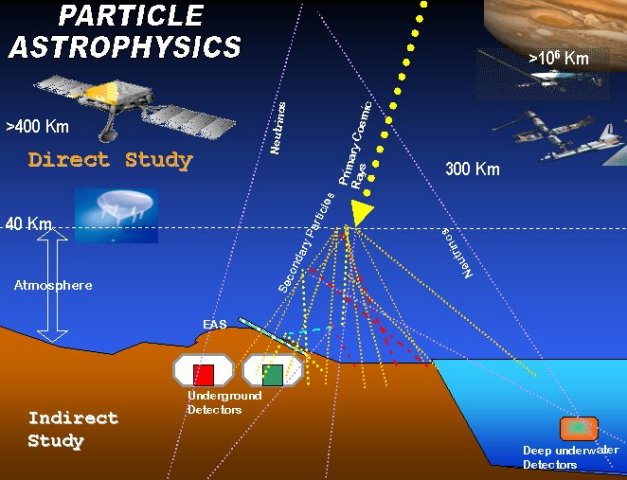 PARTICLE
ASTROPHYSICS
>10⁶ Km
>400 Km
Direct Study
Neutrinos
Primary Cosmic
Rays
300 Km
40 Km
Secondary Particles
Neutrinos
Atmosphere
EAS
Underground
Detectors
Indirect
Study
Deep underwater
Detectors